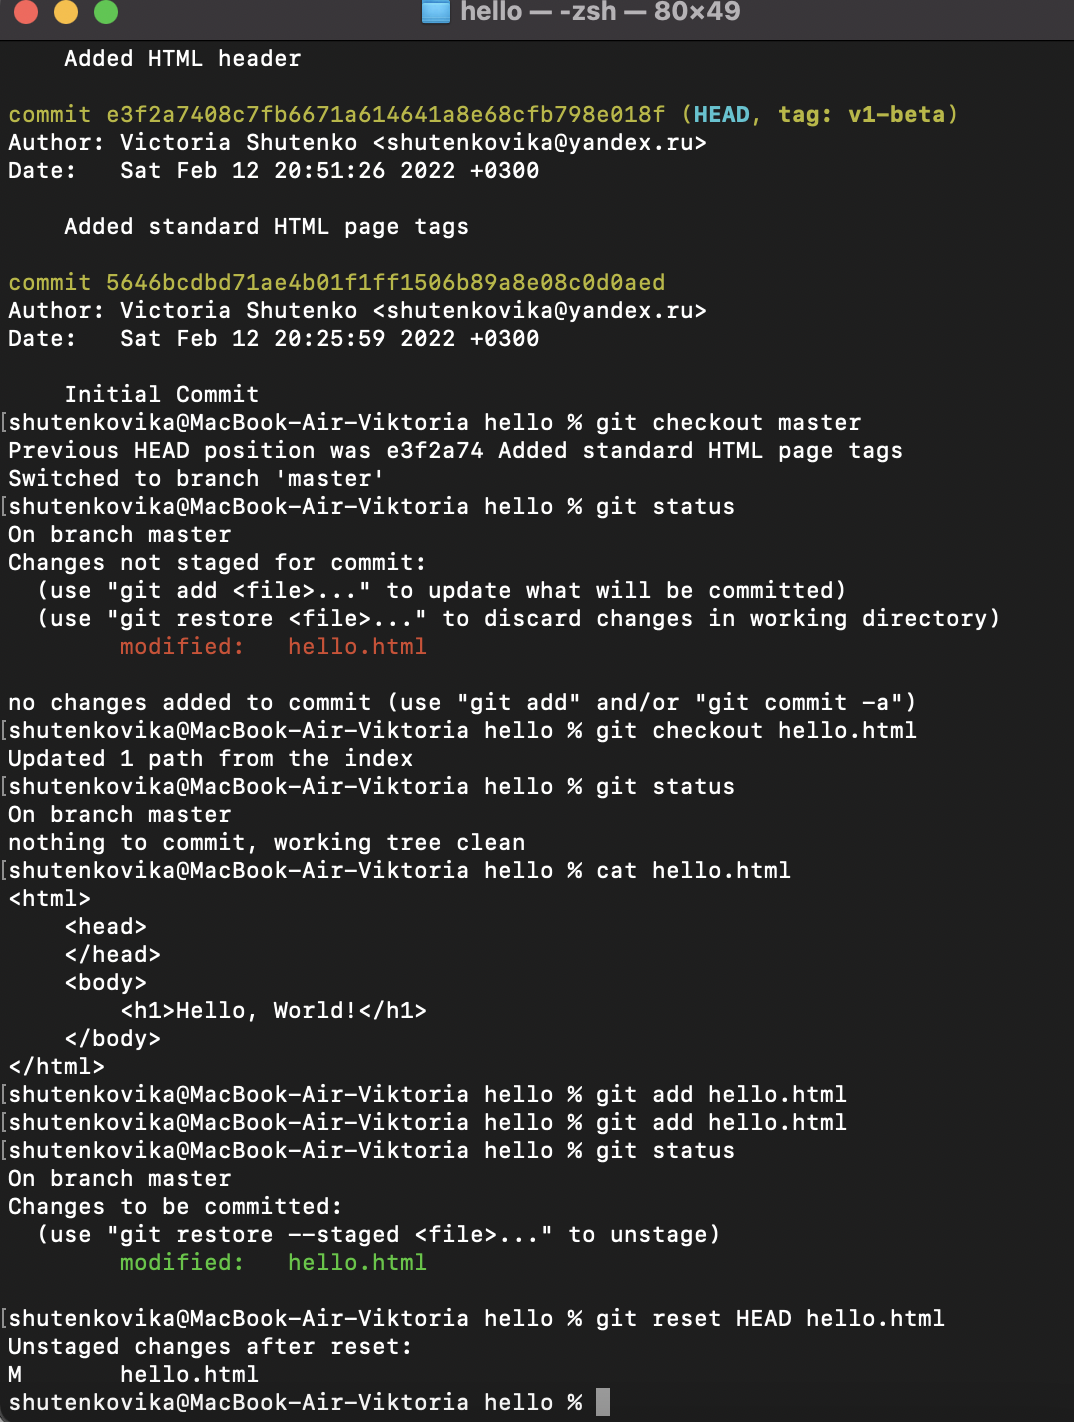 hello — -zsh — 80×49
Added HTML header
commit e3f2a7408c7fb6671a614641a8e68cfb798e018f (HEAD, tag: v1-beta)
Author: Victoria Shutenko <shutenkovika@yandex.ru>
Date:   Sat Feb 12 20:51:26 2022 +0300
Added standard HTML page tags
commit 5646bcdbd71ae4b01f1ff1506b89a8e08c0d0aed
Author: Victoria Shutenko <shutenkovika@yandex.ru>
Date:   Sat Feb 12 20:25:59 2022 +0300
Initial Commit
[shutenkovika@MacBook-Air-Viktoria hello % git checkout master
Previous HEAD position was e3f2a74 Added standard HTML page tags
Switched to branch 'master'
[shutenkovika@MacBook-Air-Viktoria hello % git status
On branch master
Changes not staged for commit:
  (use "git add <file>..." to update what will be committed)
  (use "git restore <file>..." to discard changes in working directory)
        modified:   hello.html
no changes added to commit (use "git add" and/or "git commit -a")
[shutenkovika@MacBook-Air-Viktoria hello % git checkout hello.html
Updated 1 path from the index
[shutenkovika@MacBook-Air-Viktoria hello % git status
On branch master
nothing to commit, working tree clean
[shutenkovika@MacBook-Air-Viktoria hello % cat hello.html
<html>
    <head>
    </head>
    <body>
        <h1>Hello, World!</h1>
    </body>
</html>
[shutenkovika@MacBook-Air-Viktoria hello % git add hello.html
[shutenkovika@MacBook-Air-Viktoria hello % git add hello.html
[shutenkovika@MacBook-Air-Viktoria hello % git status
On branch master
Changes to be committed:
  (use "git restore --staged <file>..." to unstage)
        modified:   hello.html
[shutenkovika@MacBook-Air-Viktoria hello % git reset HEAD hello.html
Unstaged changes after reset:
M       hello.html
shutenkovika@MacBook-Air-Viktoria hello %